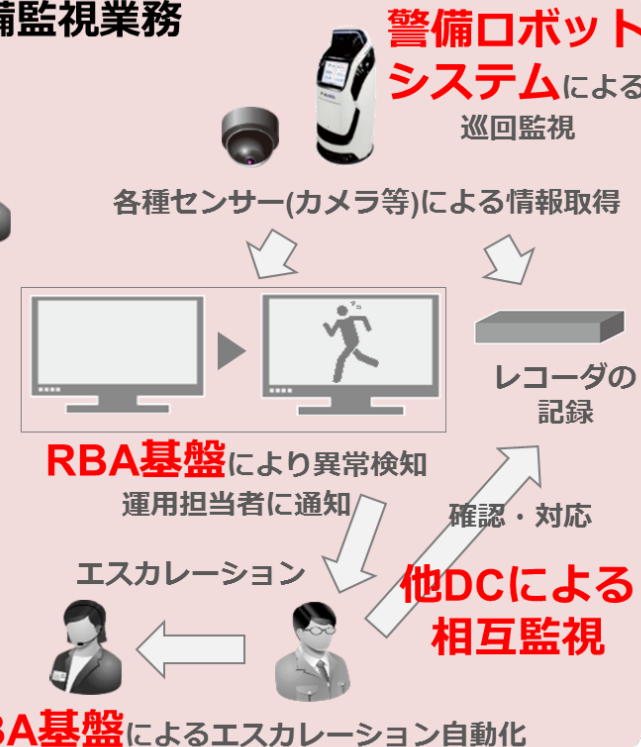 備監視業務
警備ロボット
システムによる
巡回監視
各種センサー(カメラ等)による情報取得
レコーダの
記録
RBA基盤により異常検知
運用担当者に通知
確認・対応
エスカレーション
他DCによる
相互監視
BA基盤によるエスカレーション自動化